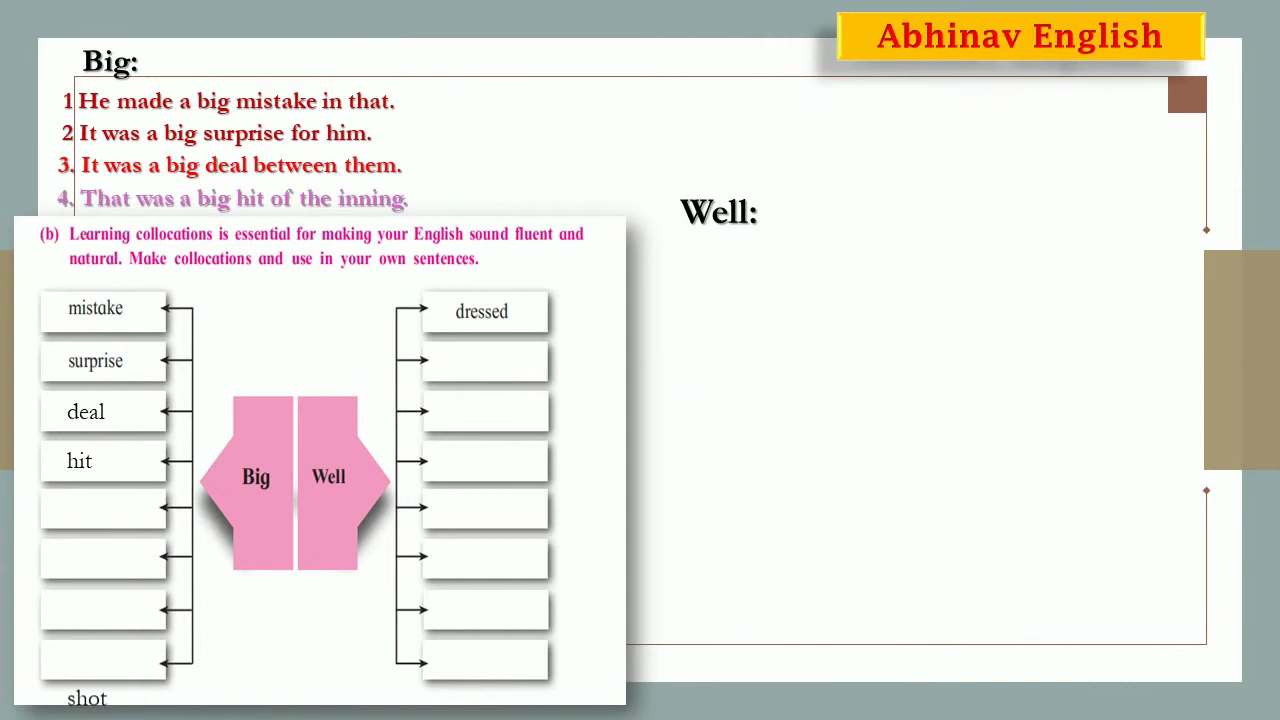 Abhinav English
Big:
1 He made a big mistake in that.
2 It was a big surprise for him.
3. It was a big deal between them.
4. That was a big hit of the inning.
Well:
(b) Learning collocations is essential for making your English sound fluent and
natural. Make collocations and use in your own sentences.
mistake
surprise
deal
hit
shot
Big
Well
dressed